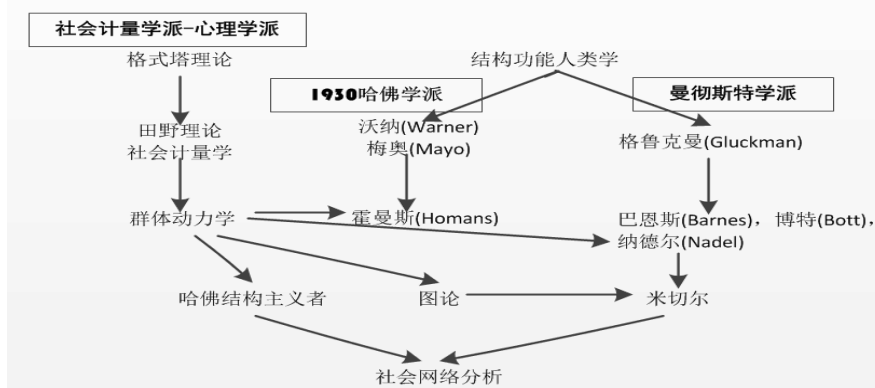 社会计量学派-心理学派
格式塔理论
结构功能人类学
1930哈佛学派
曼彻斯特学派
田野理论
社会计量学
沃纳(Warner)
梅奥(Mayo)
格鲁克曼(Gluckman)
群体动力学
霍曼斯(Homans)
巴恩斯(Barnes)，博特(Bott)，
纳德尔(Nadel)
哈佛结构主义者
图论
米切尔
社会网络分析